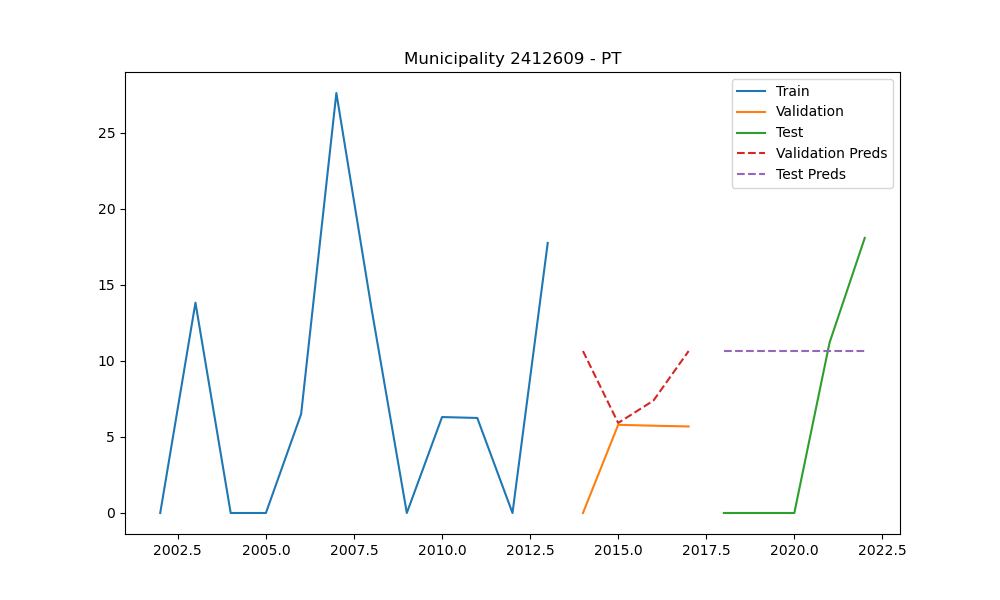 Municipality 2412609 - PT
Train
Validation
Test
Validation Preds
Test Preds
25
20
15
10
5
0
2002.5 2005.0 2007.5 2010.0 2012.5 2015.0 2017.5 2020.0 2022.5